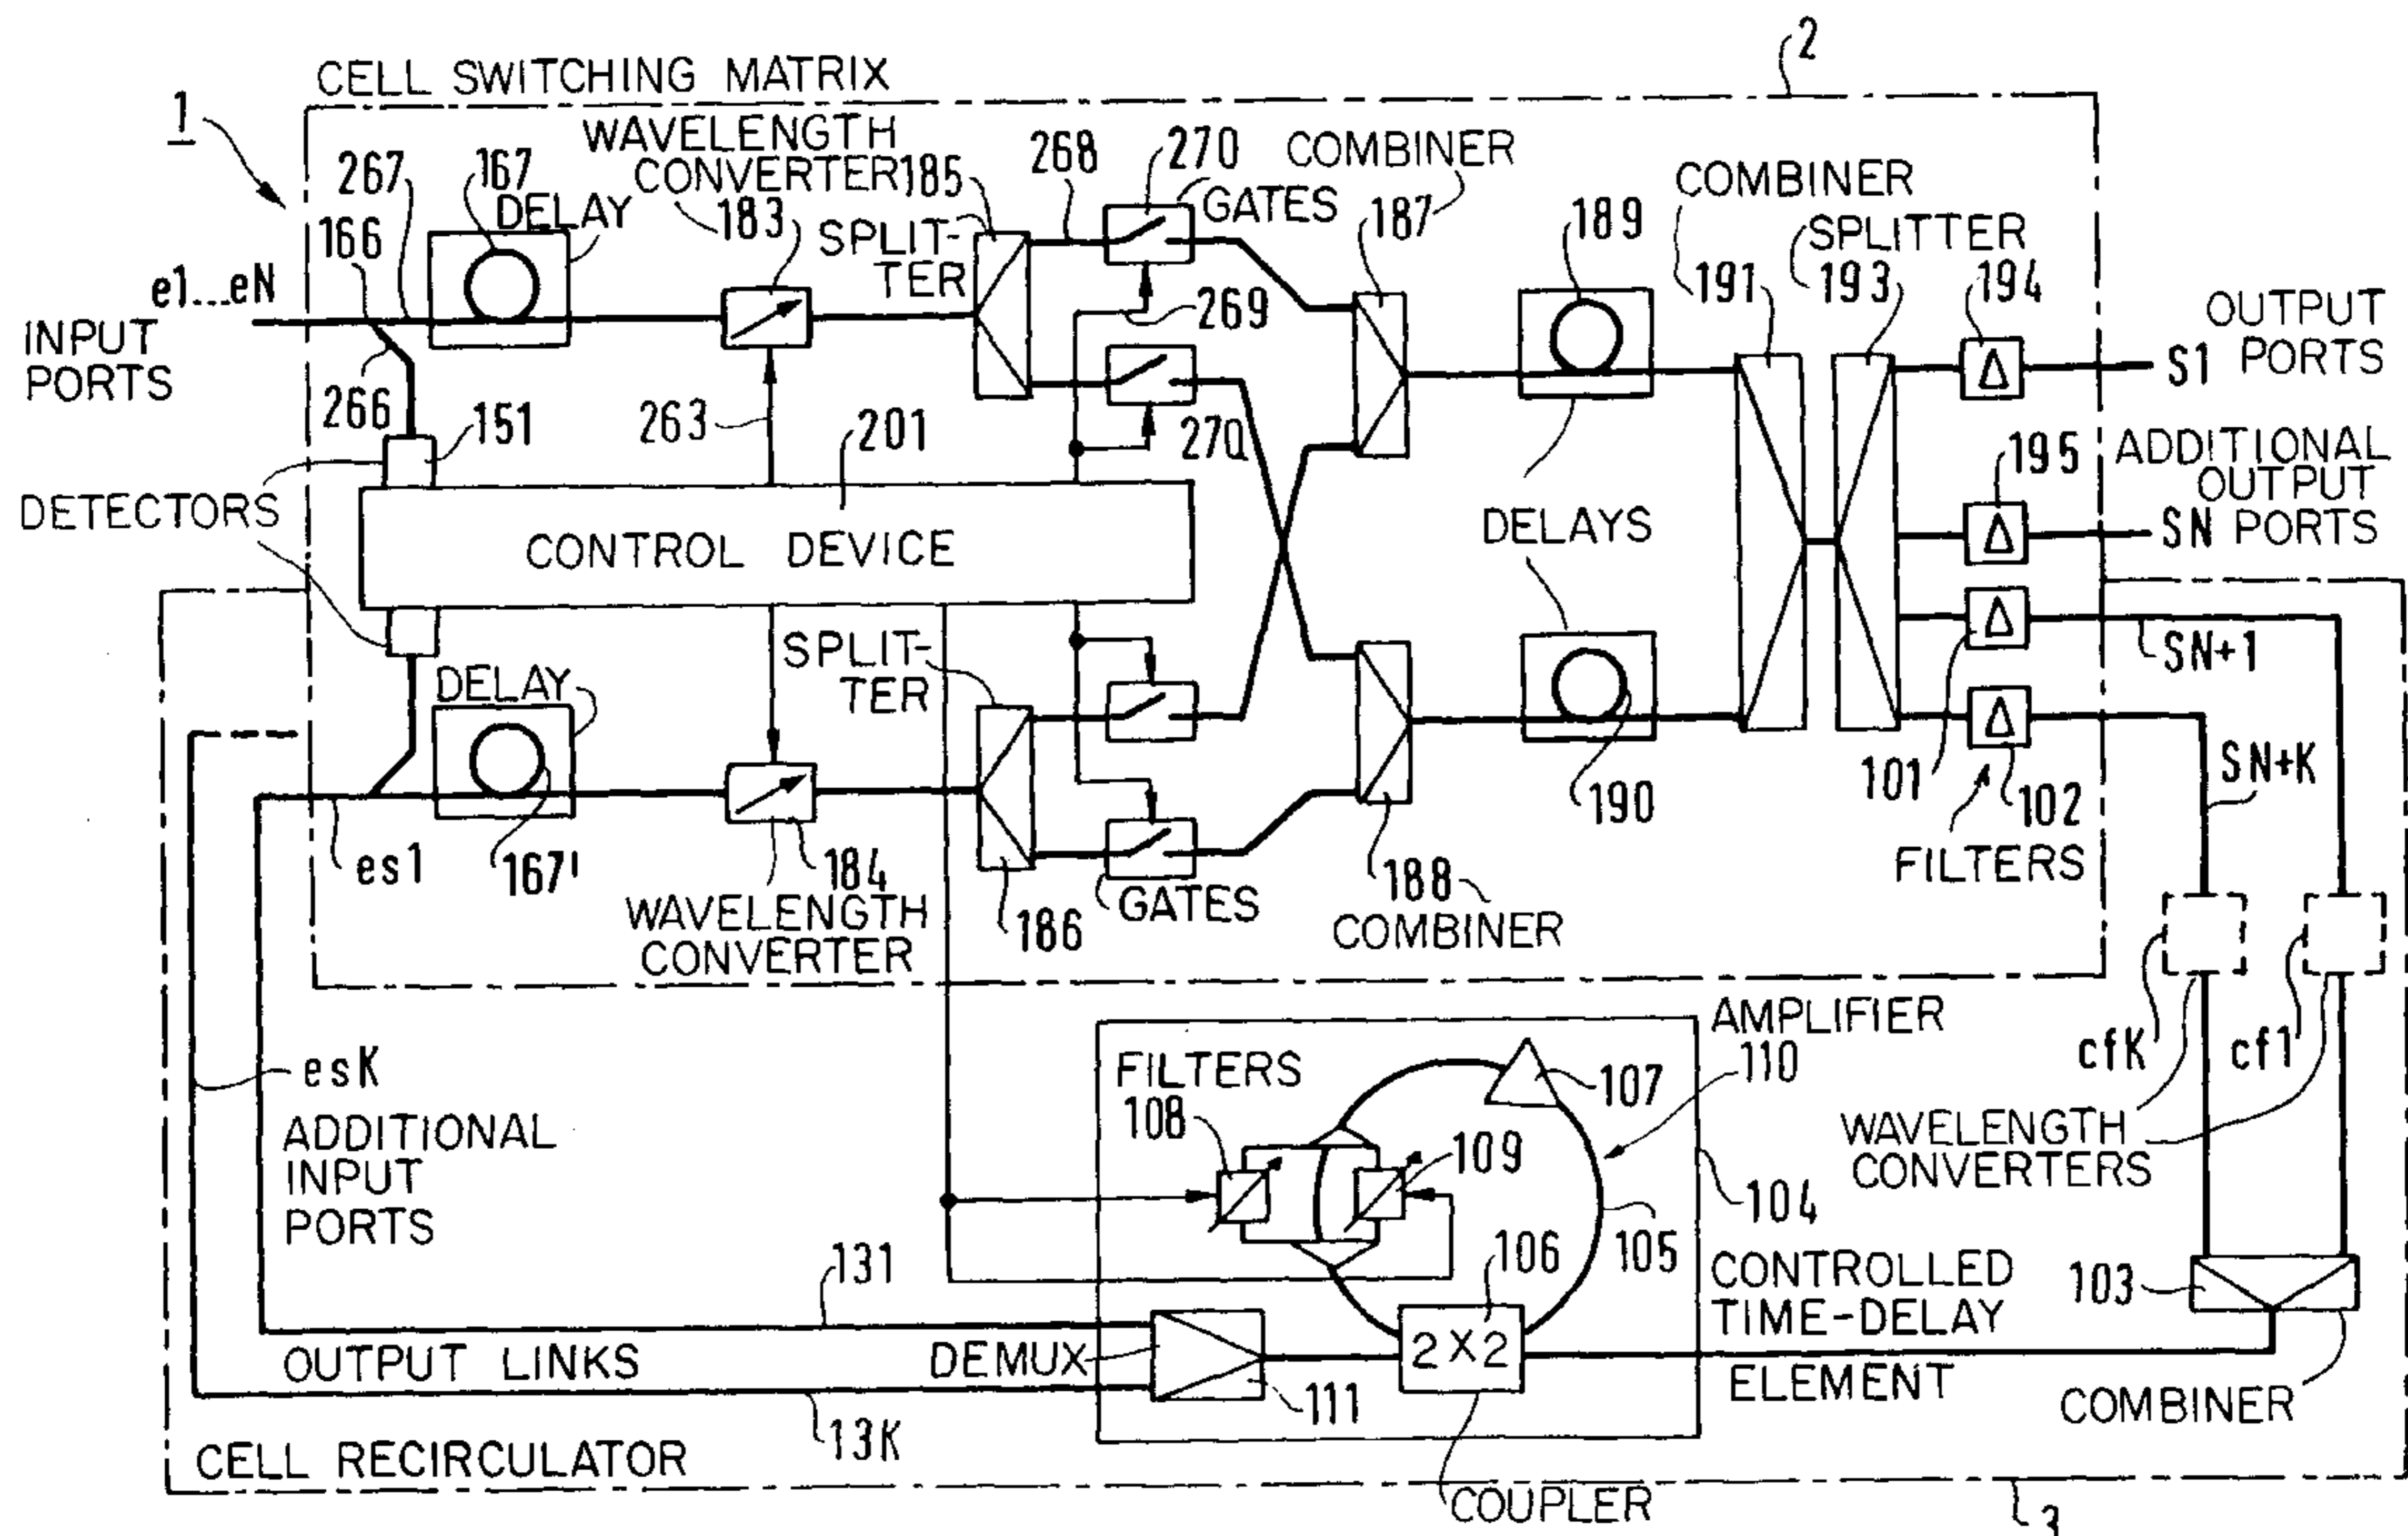 2
CELL SWITCHING MATRIX
1
WAVELENGTH
CONVERTER
183
267
167
DELAY
185
268
270
GATES
COMBINER
187
COMBINER
191
SPLITTER
193
189
194
166
e1...eN
INPUT
PORTS
SPLIT-
TER
269
OUTPUT
PORTS
S1
266
151
263
201
270
195
ADDITIONAL
OUTPUT
PORTS
SN
DETECTORS
CONTROL DEVICE
DELAYS
SN+1
DELAY
SPLIT-
TER
101
102
SN+K
FILTERS
190
es1
167'
184
WAVELENGTH
CONVERTER
186
GATES
188
COMBINER
cfK
cf1
WAVELENGTH
CONVERTERS
esK
ADDITIONAL
INPUT
PORTS
AMPLIFIER
110
FILTERS
108
107
109
104
105
106
2X2
CONTROLLED
TIME-DELAY
ELEMENT
103
COMBINER
131
OUTPUT LINKS
DEMUX
111
13K
CELL RECIRCULATOR
COUPLER
3